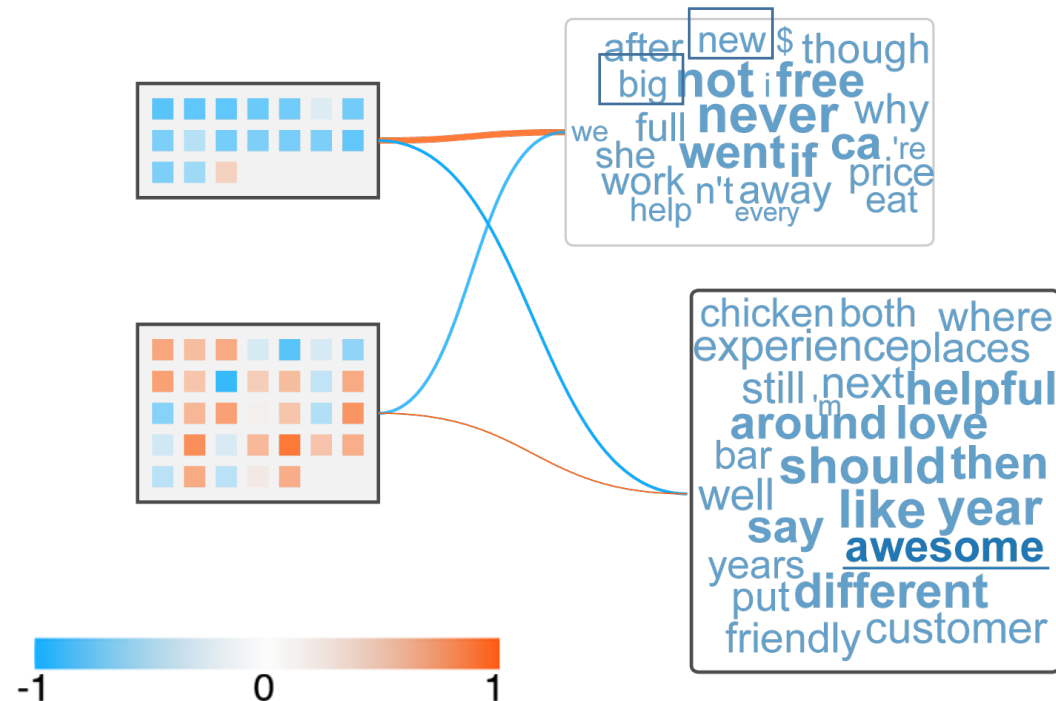 after new $ though
big not i free
never why
we full
she went if ca .'re
work n't away price
help every eat
chicken both where
experience places
still 'm next helpful
around love
bar should then
well like year
say awesome
years
put different
friendly customer
-1 0 1